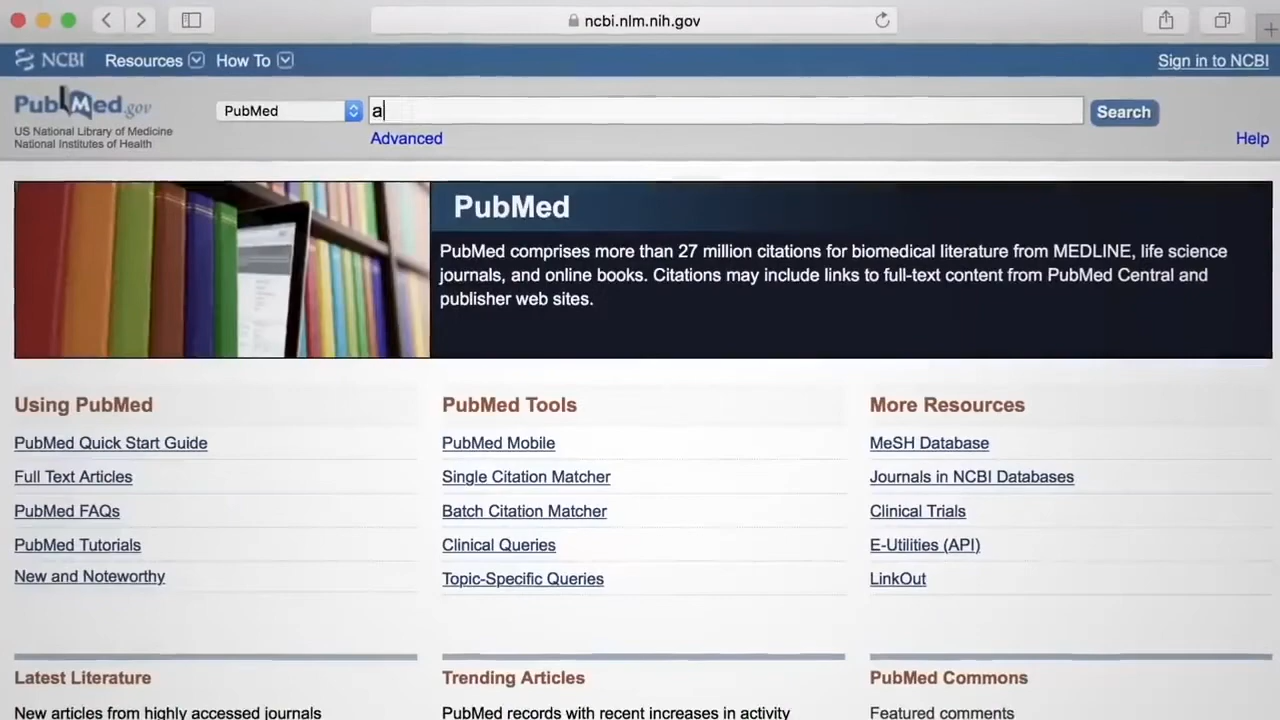 ncbi.nlm.nih.gov
NCBI Resources How To Sign in to NCBI
PubMed.gov
US National Library of Medicine
National Institutes of Health
PubMed
a
Search
Advanced
Help
PubMed
PubMed comprises more than 27 million citations for biomedical literature from MEDLINE, life science
journals, and online books. Citations may include links to full-text content from PubMed Central and
publisher web sites.
Using PubMed
PubMed Quick Start Guide
Full Text Articles
PubMed FAQs
PubMed Tutorials
New and Noteworthy
PubMed Tools
PubMed Mobile
Single Citation Matcher
Batch Citation Matcher
Clinical Queries
Topic-Specific Queries
More Resources
MeSH Database
Journals in NCBI Databases
Clinical Trials
E-Utilities (API)
LinkOut
Latest Literature
New articles from highly accessed journals
Trending Articles
PubMed records with recent increases in activity
PubMed Commons
Featured comments